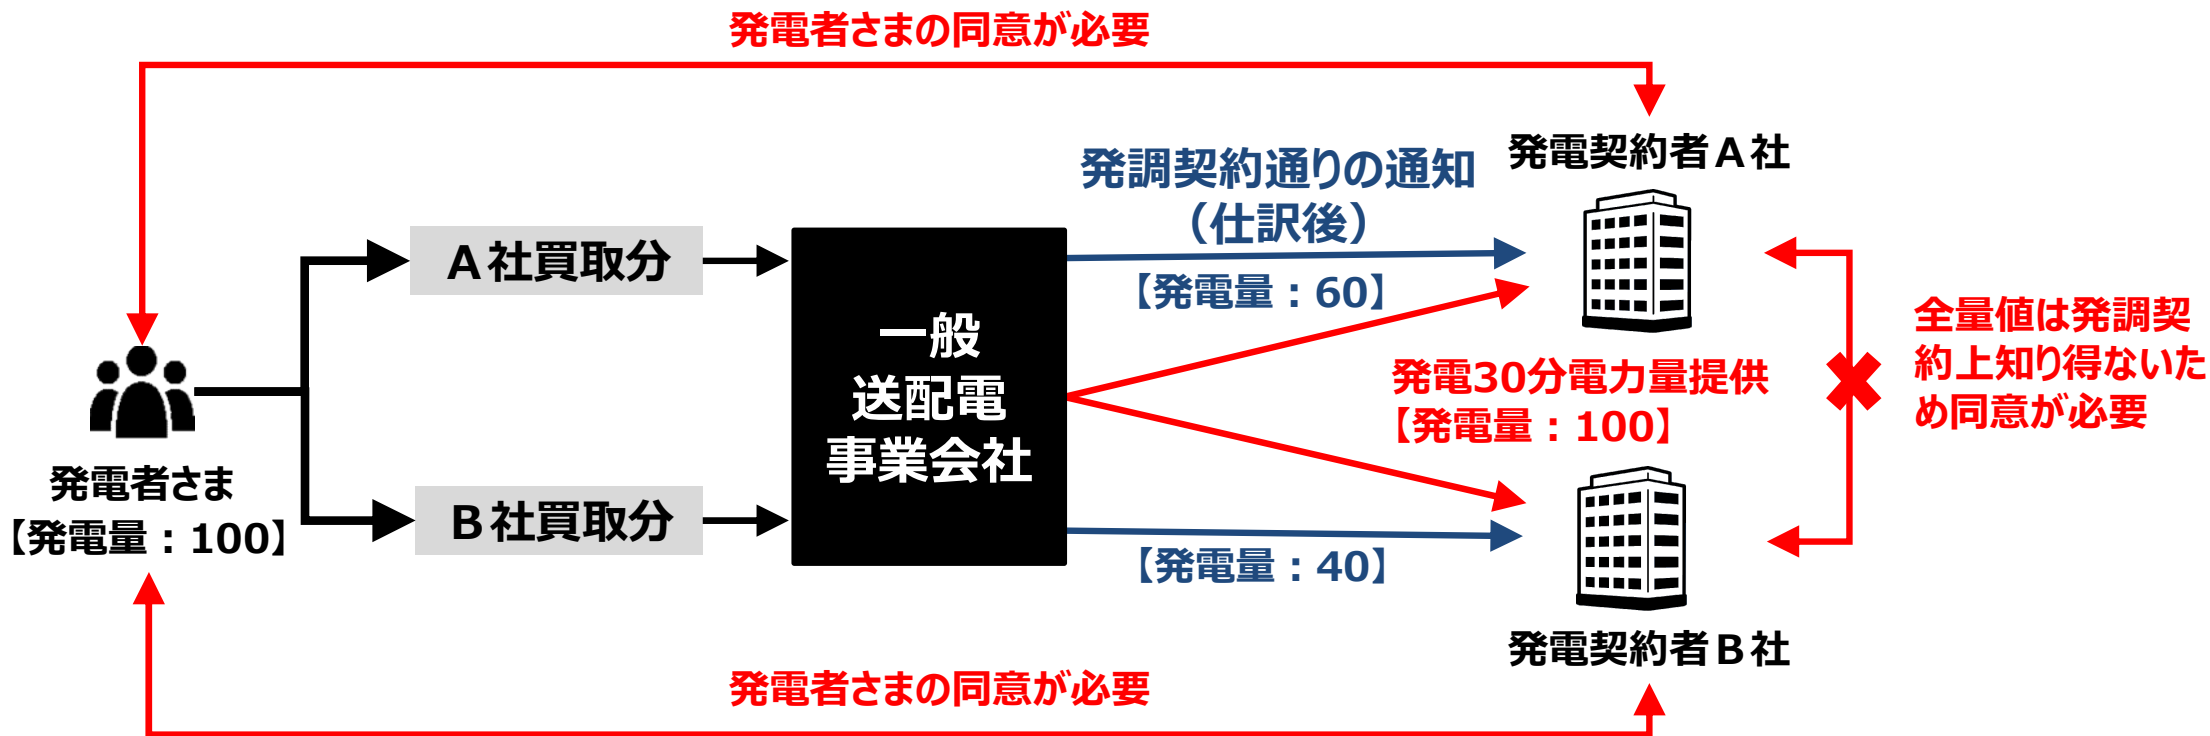 発電者さまの同意が必要
発電契約者A社
発調契約通りの通知
（仕訳後）
A社買取分
【発電量：60】
一般
送配電
事業会社
全量値は発調契
約上知り得ないた
め同意が必要
発電30分電力量提供
【発電量：100】
発電者さま
【発電量：100】
B社買取分
【発電量：40】
発電契約者B社
発電者さまの同意が必要